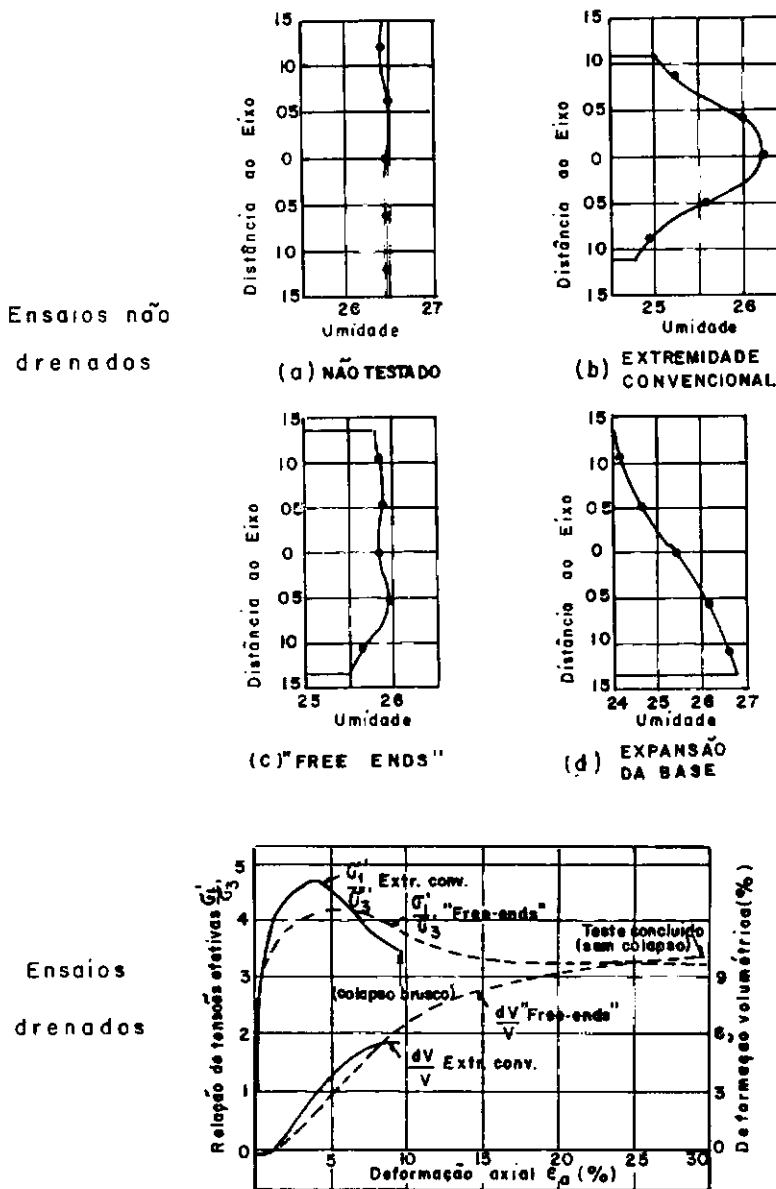 Ensaios não
drenados
Distância ao Eixo
15
10
05
0
05
10
15
26 27
Umidade
(a) NÃO TESTADO
Distância ao Eixo
15
10
05
0
05
10
15
25 26
Umidade
(b) EXTREMIDADE
CONVENCIONAL
Distância ao Eixo
10
05
0
05
10
15
25 26
Umidade
(c) "FREE ENDS"
Distância ao Eixo
10
05
0
05
10
15
24 25 26 27
Umidade
(d) EXPANSÃO
DA BASE
Ensaios
drenados
Relação de tensões efetivas σ'1/σ'3
5
4
3
2
1
0
σ'1/σ'3 Extr. conv.
σ'1/σ'3 "Free-ends"
Teste concluido
(sem colapso)
(colapso brusco)
dV/V "Free-ends"
dV/V Extr. conv.
9
6
3
0
Deformação volumétrica (%)
5 10 15 20 25 30
Deformação axial εa (%)